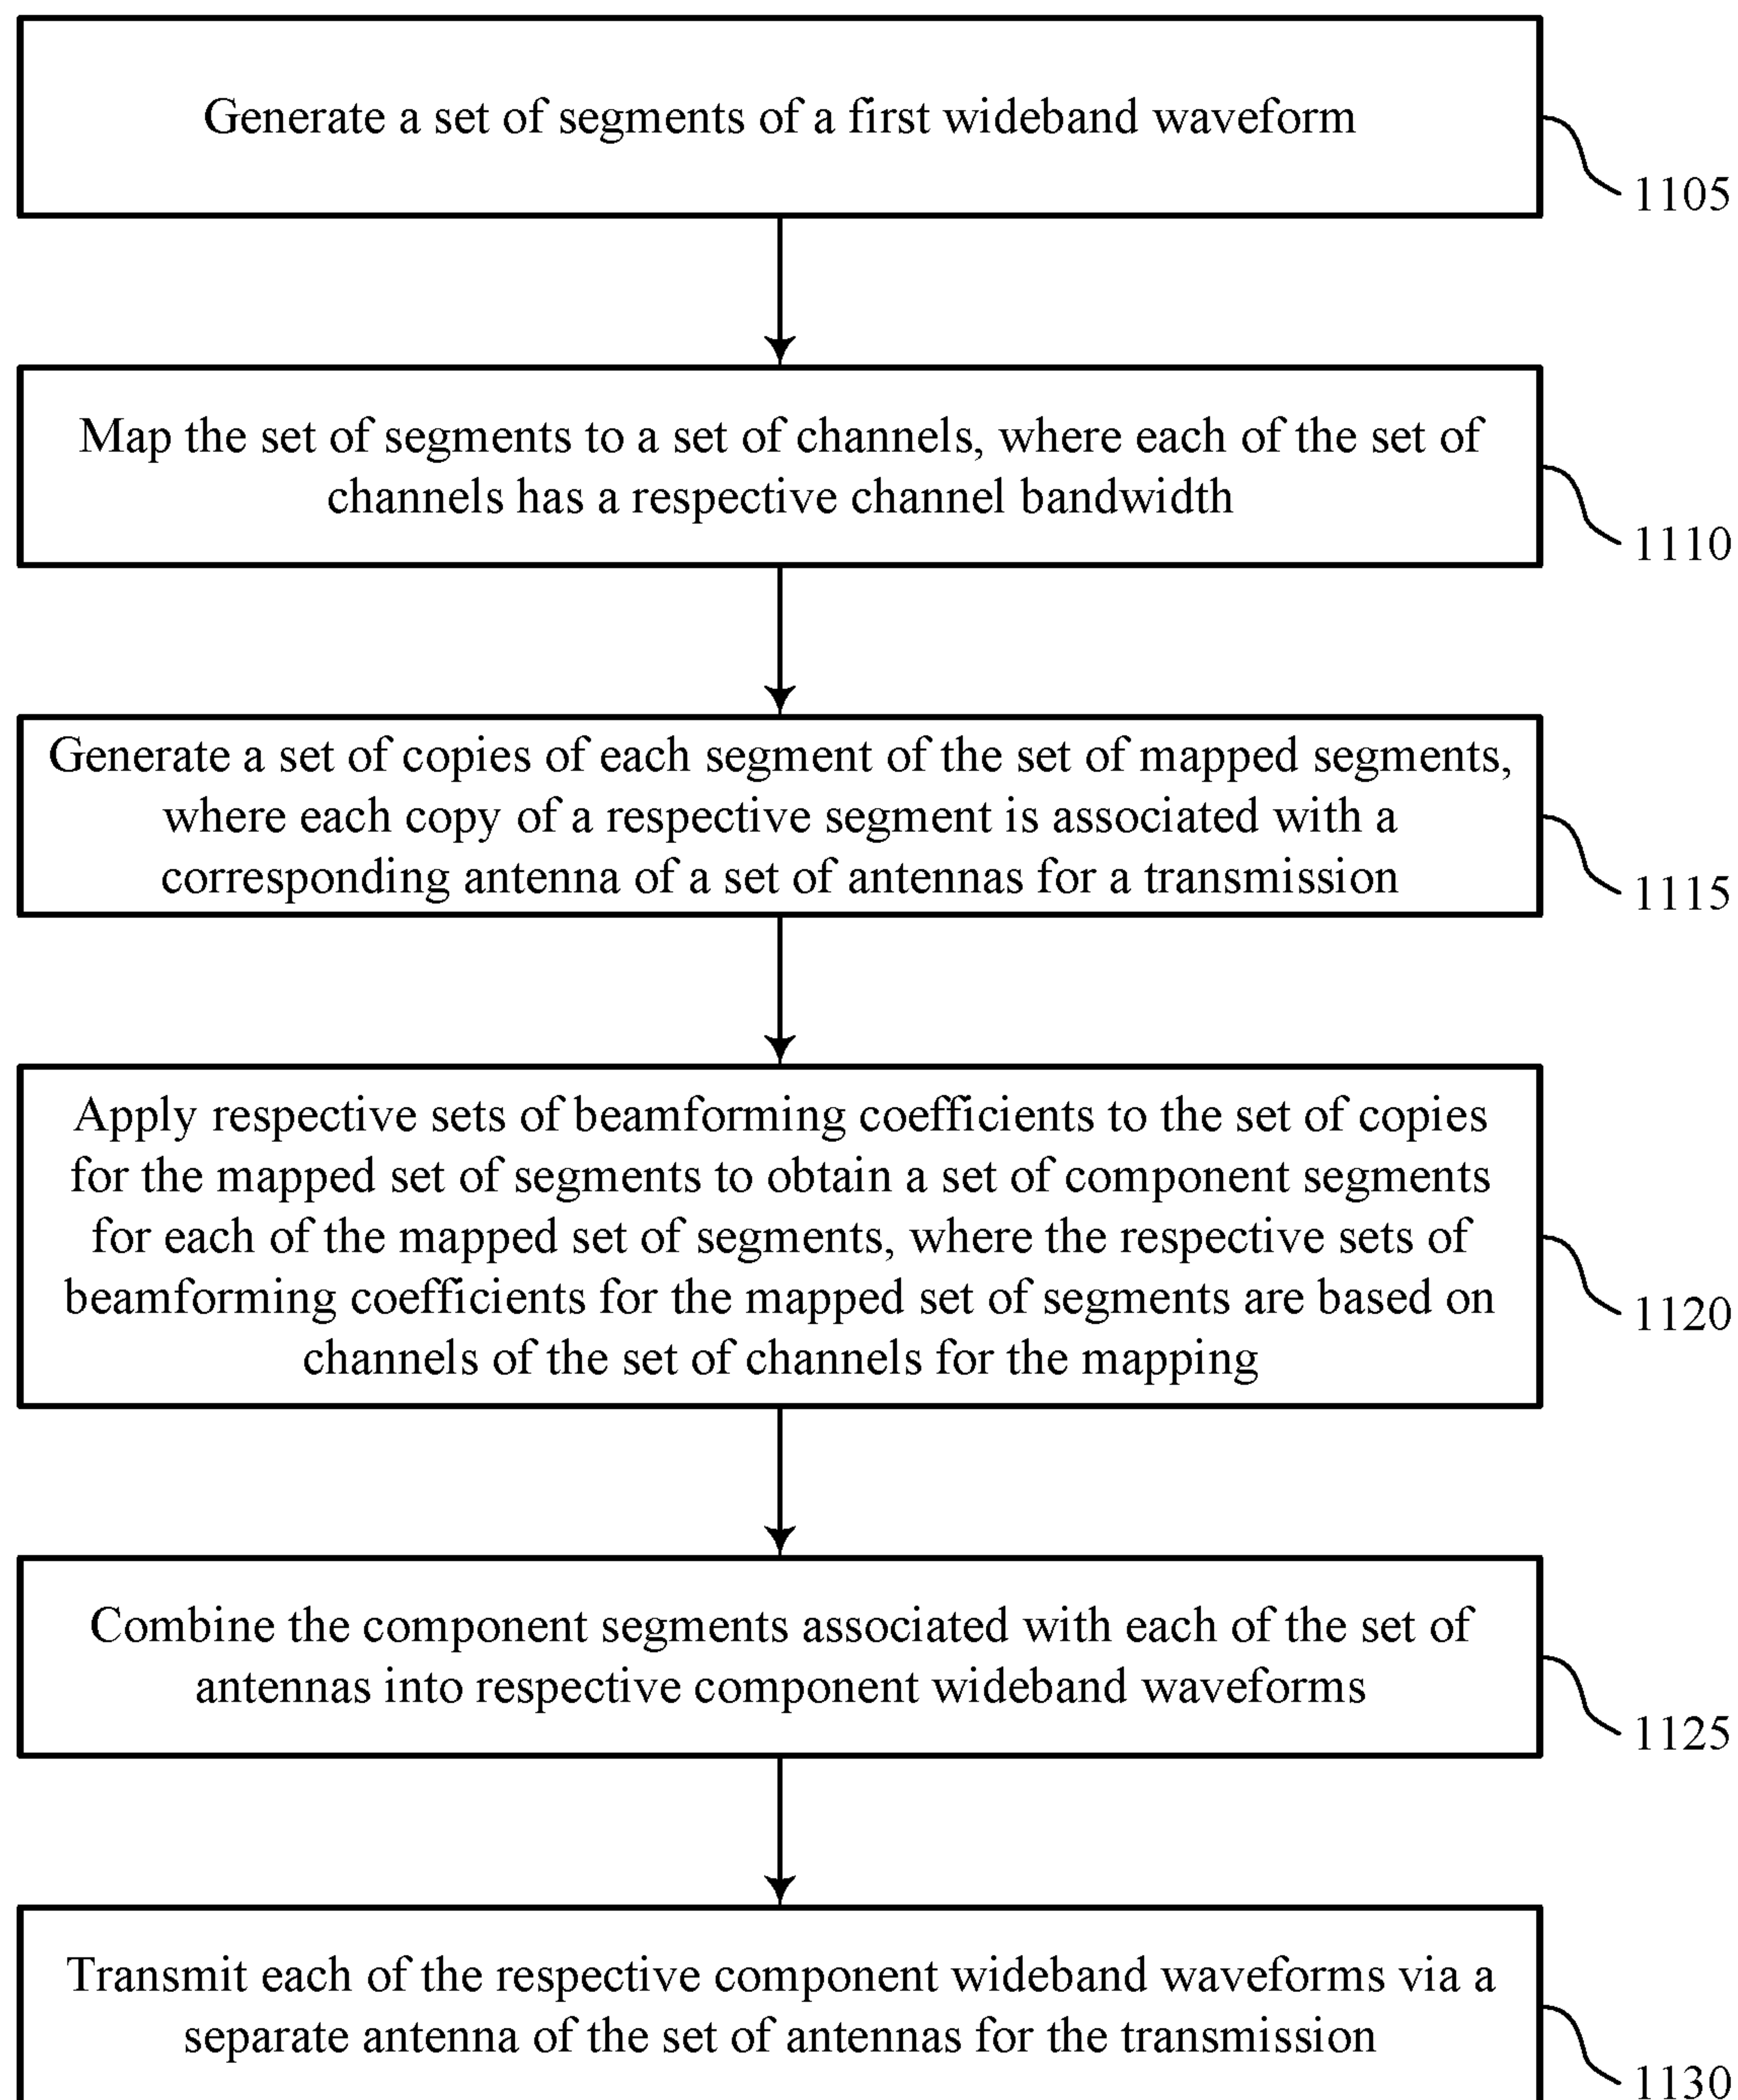 Generate a set of segments of a first wideband waveform
1105
Map the set of segments to a set of channels, where each of the set of
channels has a respective channel bandwidth
1110
Generate a set of copies of each segment of the set of mapped segments,
where each copy of a respective segment is associated with a
corresponding antenna of a set of antennas for a transmission
1115
Apply respective sets of beamforming coefficients to the set of copies
for the mapped set of segments to obtain a set of component segments
for each of the mapped set of segments, where the respective sets of
beamforming coefficients for the mapped set of segments are based on
channels of the set of channels for the mapping
1120
Combine the component segments associated with each of the set of
antennas into respective component wideband waveforms
1125
Transmit each of the respective component wideband waveforms via a
separate antenna of the set of antennas for the transmission
1130